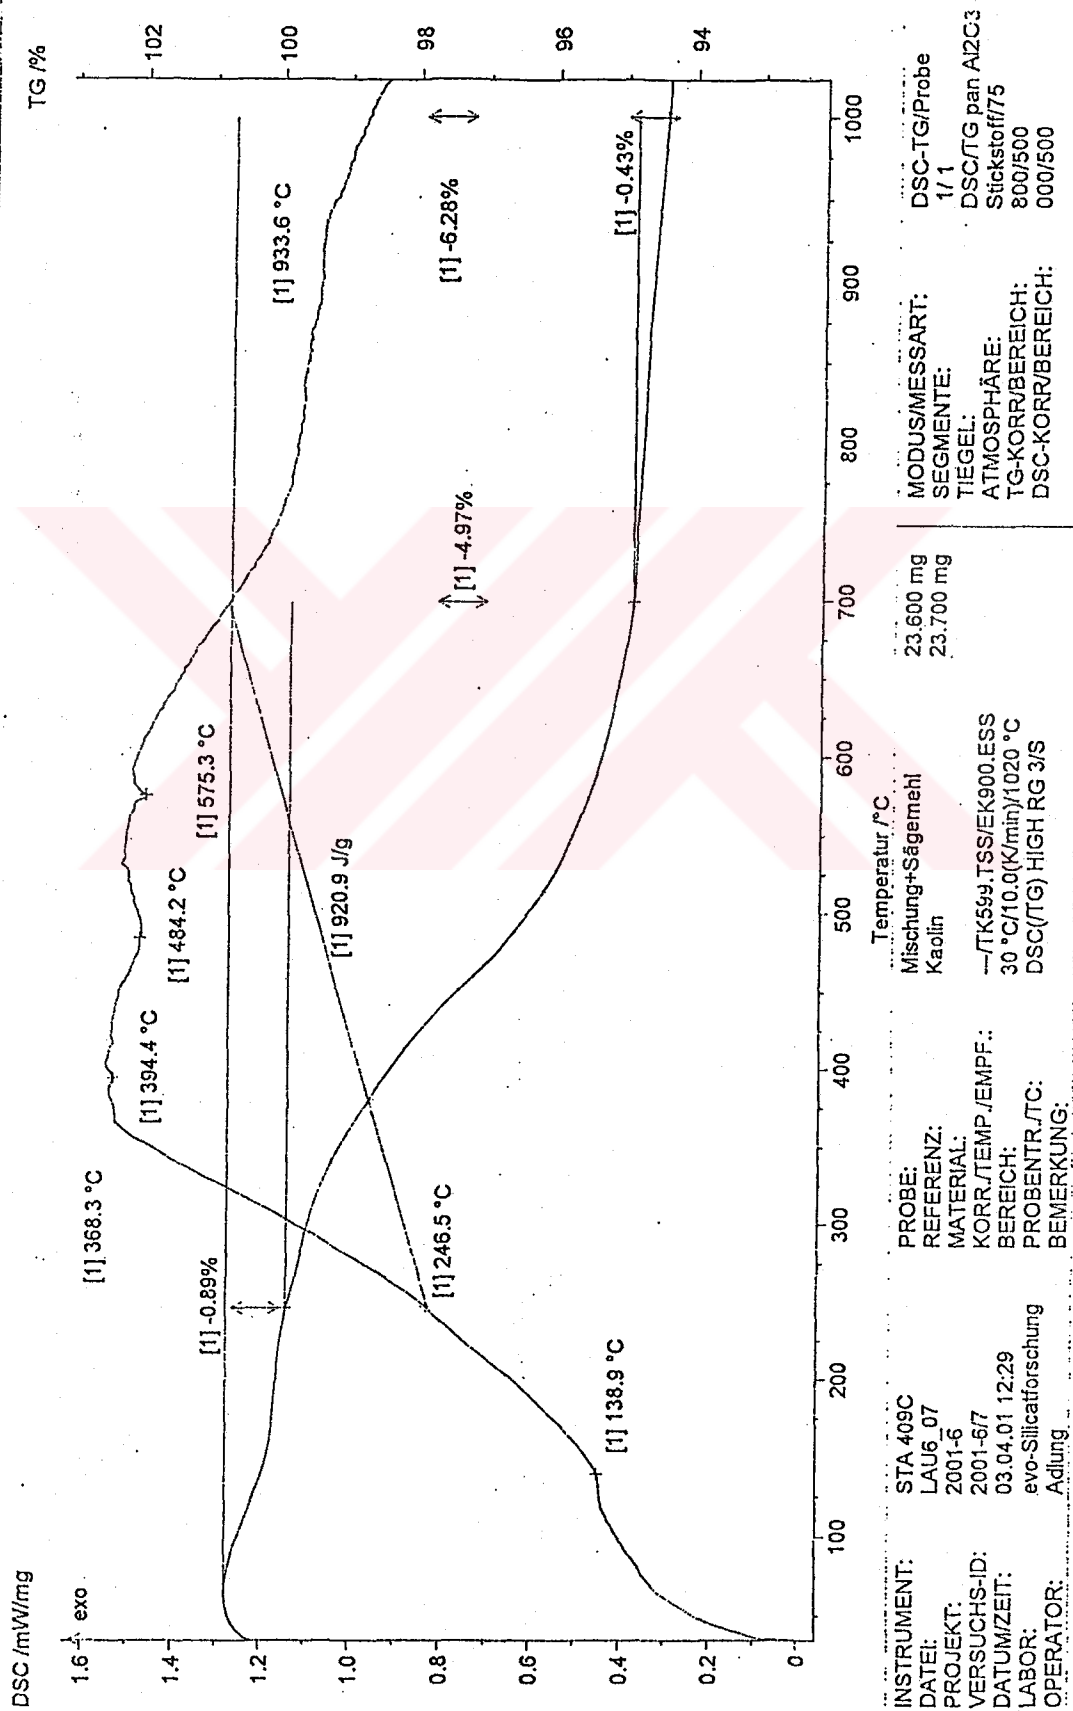 DSC /mW/mg
TG /%
exo
1.6
1.4
1.2
1.0
0.8
0.6
0.4
0.2
0
102
100
98
96
94
[1] 368.3 °C
[1] 394.4 °C
[1] 484.2 °C
[1] 575.3 °C
[1] 933.6 °C
[1] -0.89%
[1] 920.9 J/g
[1] -4.97%
[1] -6.28%
[1] 246.5 °C
[1] -0.43%
[1] 138.9 °C
100
200
300
400
500
600
700
800
900
1000
Temperatur /°C
INSTRUMENT: STA 409C
DATEI: LAU6_07
PROJEKT: 2001-6
VERSUCHS-ID: 2001-6/7
DATUM/ZEIT: 03.04.01 12:29
LABOR: evo-Silicatforschung
OPERATOR: Adlung
PROBE: Mischung+Sägemehl 23.600 mg
REFERENZ: Kaolin 23.700 mg
MATERIAL:
KORR./TEMP./EMPF.: ---/TK599.TSS/EK900.ESS
BEREICH: 30 °C/10.0(K/min)/1020 °C
PROBENTR./TC: DSC(/TG) HIGH RG 3/S
BEMERKUNG:
MODUS/MESSART: DSC-TG/Probe
SEGMENTE: 1/ 1
TIEGEL: DSC/TG pan Al2O3
ATMOSPHÄRE: Stickstoff/75
TG-KORR/BEREICH: 800/500
DSC-KORR/BEREICH: 000/500